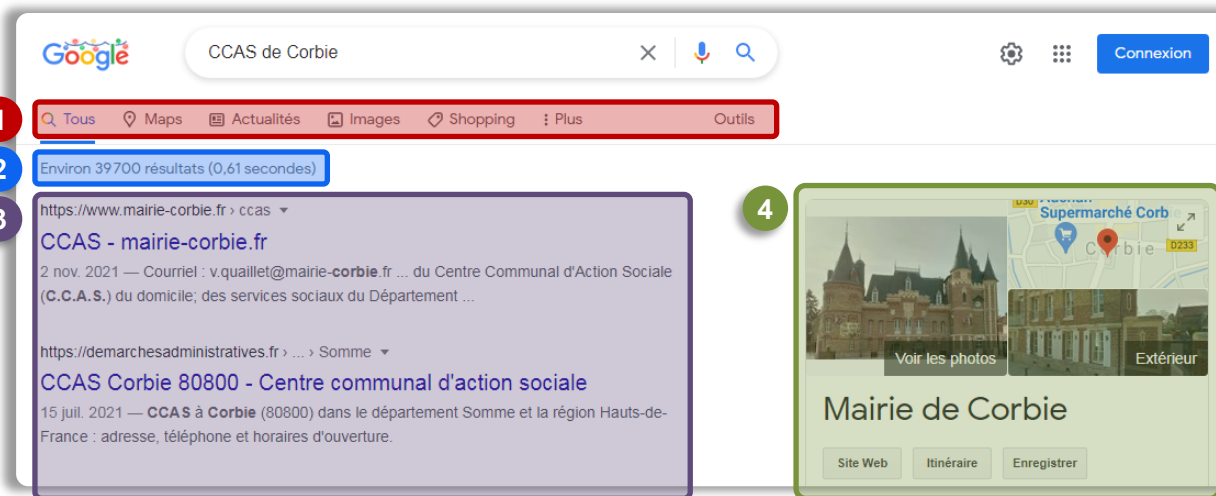 Google
CCAS de Corbie
Connexion
1
Tous Maps Actualités Images Shopping Plus Outils
2
Environ 39 700 résultats (0,61 secondes)
3
https://www.mairie-corbie.fr › ccas
CCAS - mairie-corbie.fr
2 nov. 2021 — Courriel : v.quaillet@mairie-corbie.fr ... du Centre Communal d'Action Sociale
(C.C.A.S.) du domicile; des services sociaux du Département ...
https://demarchesadministratives.fr › ... › Somme
CCAS Corbie 80800 - Centre communal d'action sociale
15 juil. 2021 — CCAS à Corbie (80800) dans le département Somme et la région Hauts-de-
France : adresse, téléphone et horaires d'ouverture.
4
D30
Supermarché Corbie
Corbie
D233
Voir les photos
Extérieur
Mairie de Corbie
Site Web Itinéraire Enregistrer